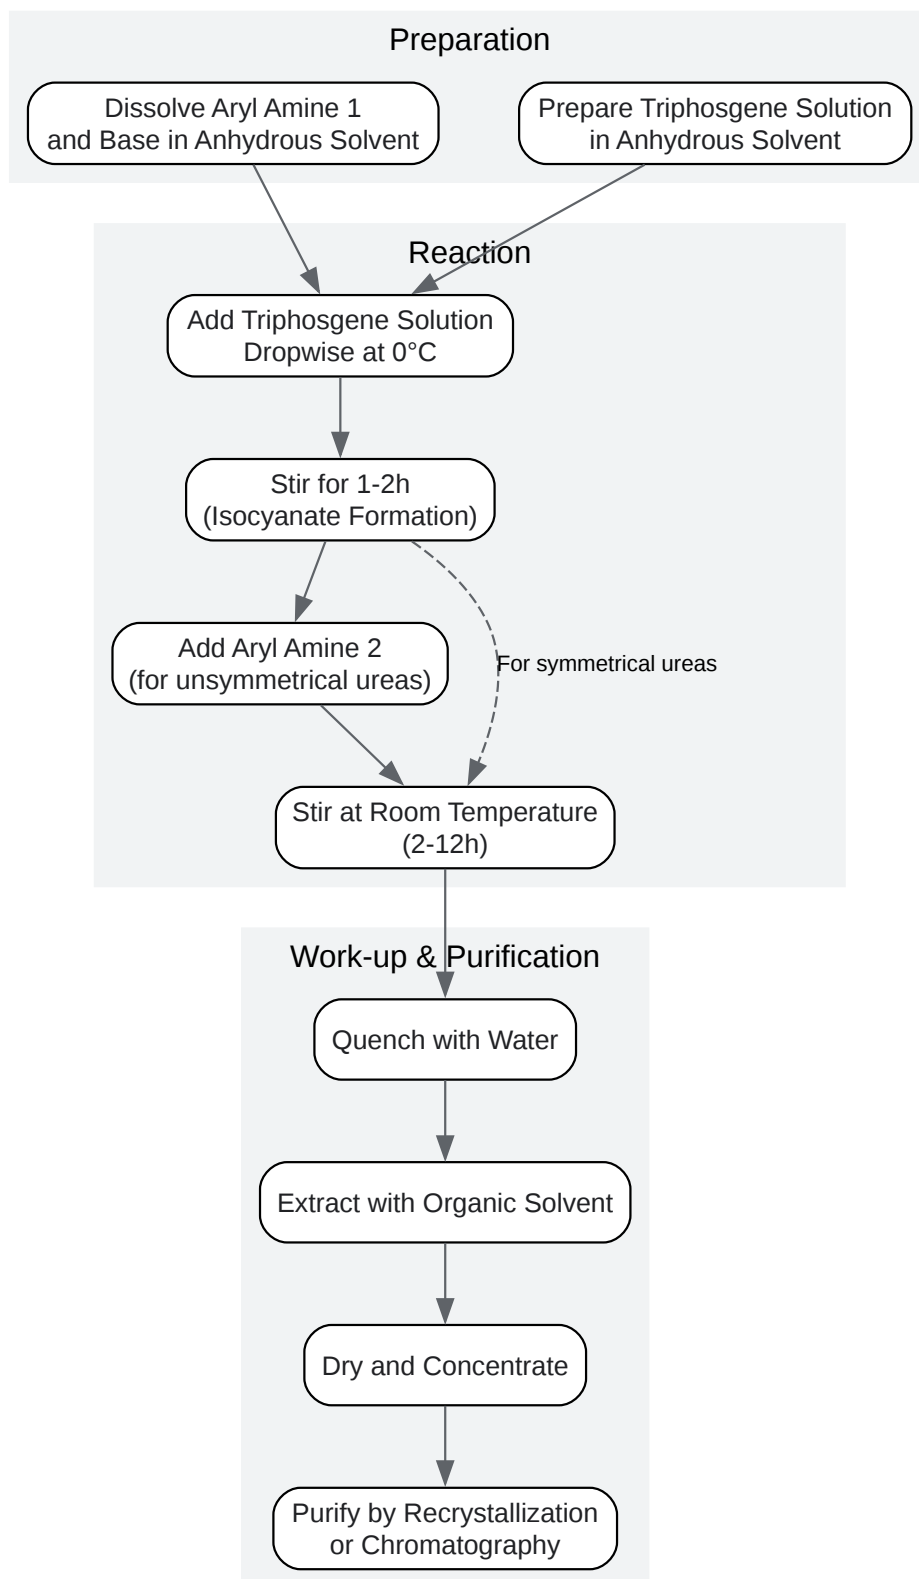 Preparation
Dissolve Aryl Amine 1
and Base in Anhydrous Solvent
Prepare Triphosgene Solution
in Anhydrous Solvent
Reaction
Add Triphosgene Solution
Dropwise at 0°C
Stir for 1-2h
(Isocyanate Formation)
Add Aryl Amine 2
(for unsymmetrical ureas)
For symmetrical ureas
Stir at Room Temperature
(2-12h)
Work-up & Purification
Quench with Water
Extract with Organic Solvent
Dry and Concentrate
Purify by Recrystallization
or Chromatography